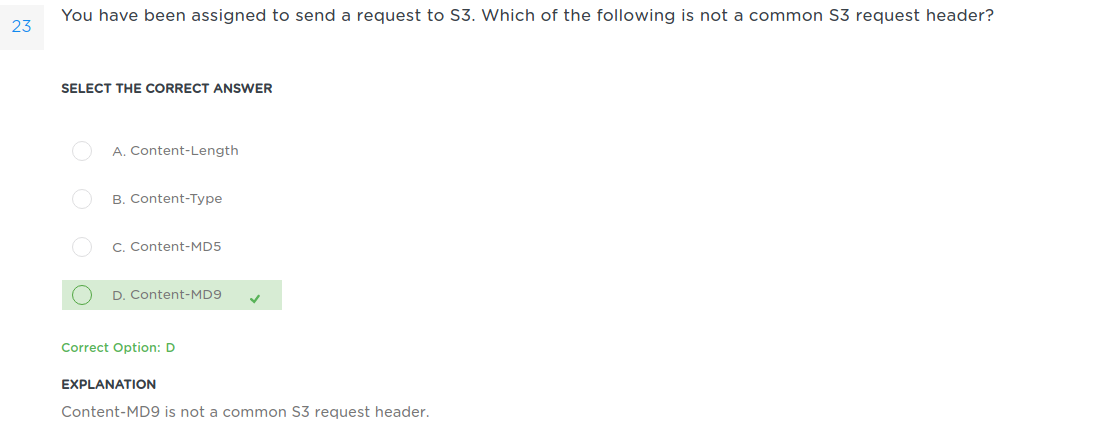 23
You have been assigned to send a request to S3. Which of the following is not a common S3 request header?
SELECT THE CORRECT ANSWER
A. Content-Length
B. Content-Type
C. Content-MD5
D. Content-MD9
Correct Option: D
EXPLANATION
Content-MD9 is not a common S3 request header.